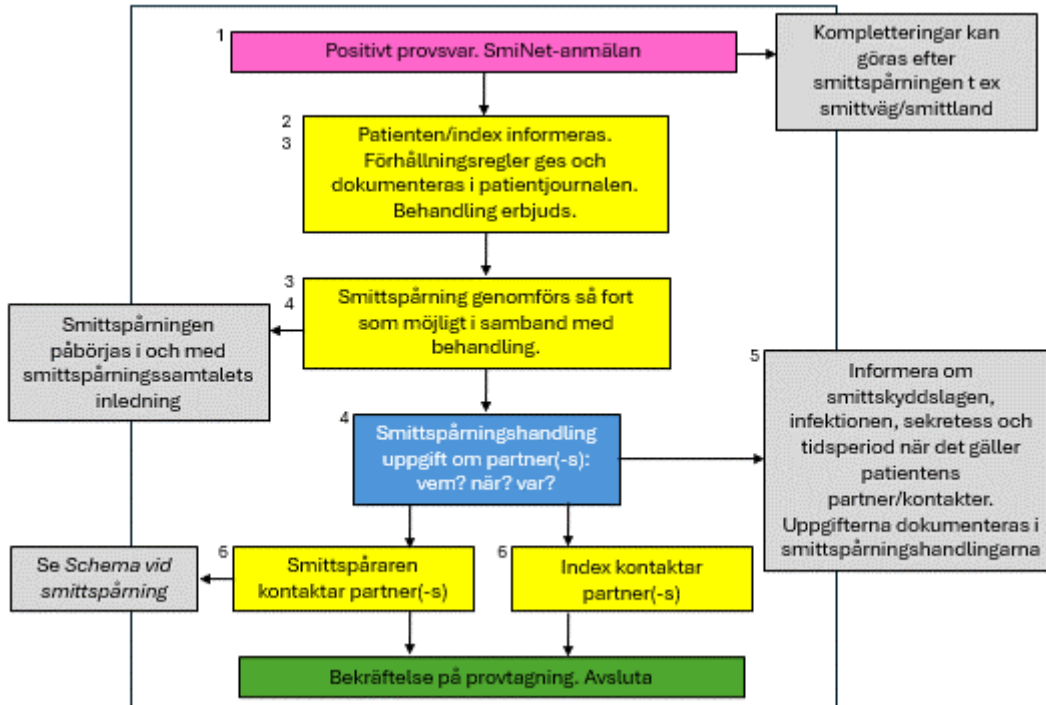 1
Positivt provsvar. SmiNet-anmälan
Kompletteringar kan
göras efter
smittspårningen t ex
smittväg/smittland
2
3
Patienten/index informeras.
Förhållningsregler ges och
dokumenteras i patientjournalen.
Behandling erbjuds.
3
4
Smittspårning genomförs så fort
som möjligt i samband med
behandling.
Smittspårningen
påbörjas i och med
smittspårningssamtalets
inledning
4
Smittspårningshandling
uppgift om partner(-s):
vem? när? var?
5
Informera om
smittskyddslagen,
infektionen, sekretess och
tidsperiod när det gäller
patientens
partner/kontakter.
Uppgifterna dokumenteras i
smittspårningshandlingarna
6
Smittspåraren
kontaktar partner(-s)
Se Schema vid
smittspårning
6
Index kontaktar
partner(-s)
Bekräftelse på provtagning. Avsluta